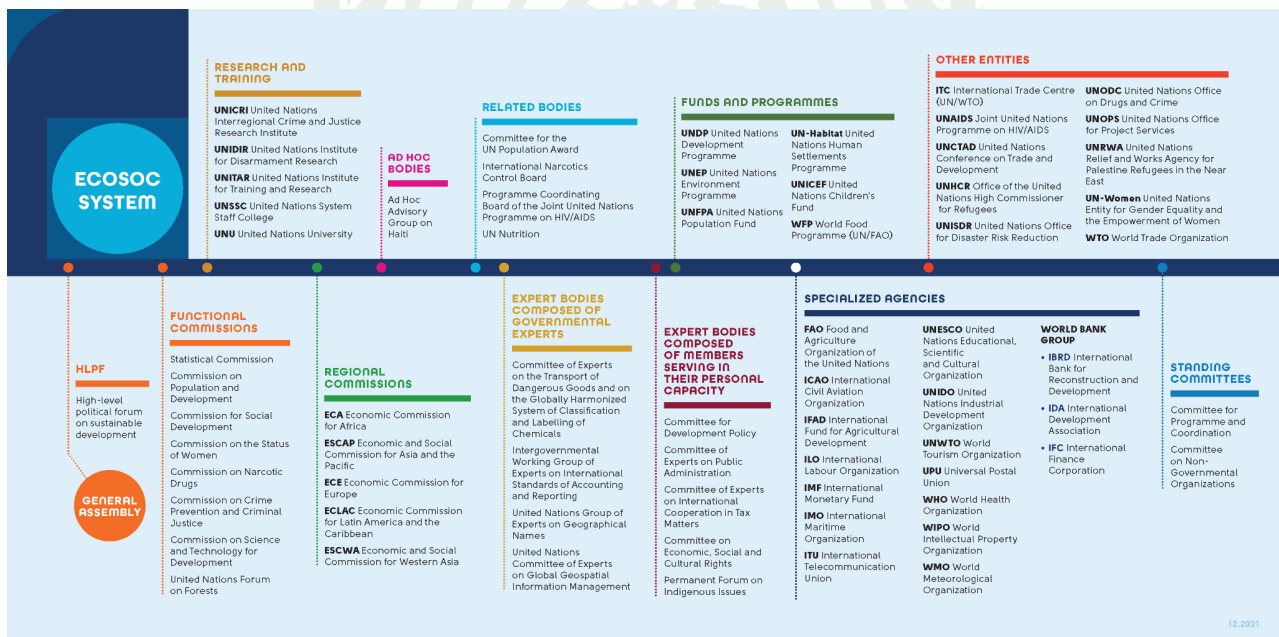 ECOSOC
SYSTEM
RESEARCH AND
TRAINING
UNICRI United Nations
Interregional Crime and Justice
Research Institute
UNIDIR United Nations Institute
for Disarmament Research
UNITAR United Nations Institute
for Training and Research
UNSSC United Nations System
Staff College
UNU United Nations University
AD HOC
BODIES
Ad Hoc
Advisory
Group on
Haiti
RELATED BODIES
Committee for the
UN Population Award
International Narcotics
Control Board
Programme Coordinating
Board of the Joint United Nations
Programme on HIV/AIDS
UN Nutrition
FUNDS AND PROGRAMMES
UNDP United Nations
Development
Programme
UNEP United Nations
Environment
Programme
UNFPA United Nations
Population Fund
UN-Habitat United
Nations Human
Settlements
Programme
UNICEF United
Nations Children's
Fund
WFP World Food
Programme (UN/FAO)
OTHER ENTITIES
ITC International Trade Centre
(UN/WTO)
UNAIDS Joint United Nations
Programme on HIV/AIDS
UNCTAD United Nations
Conference on Trade and
Development
UNHCR Office of the United
Nations High Commissioner
for Refugees
UNISDR United Nations Office
for Disaster Risk Reduction
UNODC United Nations Office
on Drugs and Crime
UNOPS United Nations Office
for Project Services
UNRWA United Nations
Relief and Works Agency for
Palestine Refugees in the Near
East
UN-Women United Nations
Entity for Gender Equality and
the Empowerment of Women
WTO World Trade Organization
HLPF
High-level
political forum
on sustainable
development
GENERAL
ASSEMBLY
FUNCTIONAL
COMMISSIONS
Statistical Commission
Commission on
Population and
Development
Commission for Social
Development
Commission on the Status
of Women
Commission on Narcotic
Drugs
Commission on Crime
Prevention and Criminal
Justice
Commission on Science
and Technology for
Development
United Nations Forum
on Forests
REGIONAL
COMMISSIONS
ECA Economic Commission
for Africa
ESCAP Economic and Social
Commission for Asia and the
Pacific
ECE Economic Commission for
Europe
ECLAC Economic Commission
for Latin America and the
Caribbean
ESCWA Economic and Social
Commission for Western Asia
EXPERT BODIES
COMPOSED OF
GOVERNMENTAL
EXPERTS
Committee of Experts
on the Transport of
Dangerous Goods and on
the Globally Harmonized
System of Classification
and Labelling of
Chemicals
Intergovernmental
Working Group of
Experts on International
Standards of Accounting
and Reporting
United Nations Group of
Experts on Geographical
Names
United Nations
Committee of Experts
on Global Geospatial
Information Management
EXPERT BODIES
COMPOSED
OF MEMBERS
SERVING IN
THEIR PERSONAL
CAPACITY
Committee for
Development Policy
Committee of
Experts on Public
Administration
Committee of Experts
on International
Cooperation in Tax
Matters
Committee on
Economic, Social and
Cultural Rights
Permanent Forum on
Indigenous Issues
SPECIALIZED AGENCIES
FAO Food and
Agriculture
Organization of
the United Nations
ICAO International
Civil Aviation
Organization
IFAD International
Fund for Agricultural
Development
ILO International
Labour Organization
IMF International
Monetary Fund
IMO International
Maritime
Organization
ITU International
Telecommunication
Union
UNESCO United
Nations Educational,
Scientific
and Cultural
Organization
UNIDO United
Nations Industrial
Development
Organization
UNWTO World
Tourism Organization
UPU Universal Postal
Union
WHO World Health
Organization
WIPO World
Intellectual Property
Organization
WMO World
Meteorological
Organization
WORLD BANK
GROUP
• IBRD International
Bank for
Reconstruction and
Development
• IDA International
Development
Association
• IFC International
Finance
Corporation
STANDING
COMMITTEES
Committee for
Programme and
Coordination
Committee
on Non-
Governmental
Organizations
12.2021